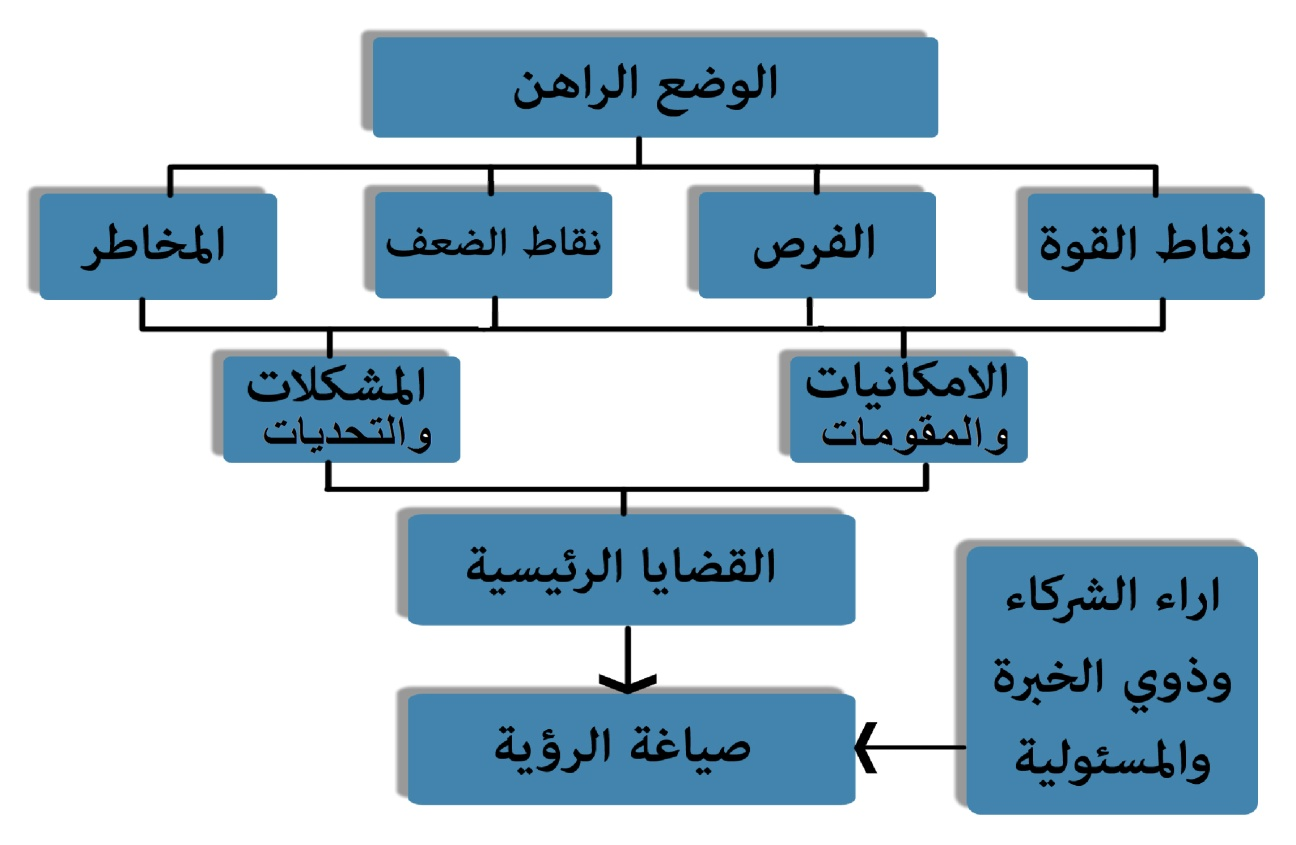 الوضع الراهن
نقاط القوة
الفرص
نقاط الضعف
المخاطر
الامكانيات
والمقومات
المشكلات
والتحديات
القضايا الرئيسية
اراء الشركاء
وذوي الخبرة
والمسئولية
صياغة الرؤية